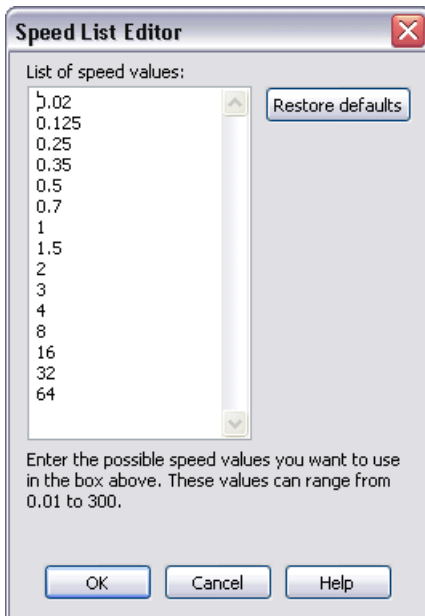 Speed List Editor
List of speed values:
0.02
Restore defaults
0.125
0.25
0.35
0.5
0.7
1
1.5
2
3
4
8
16
32
64
Enter the possible speed values you want to use
in the box above. These values can range from
0.01 to 300.
OK
Cancel
Help